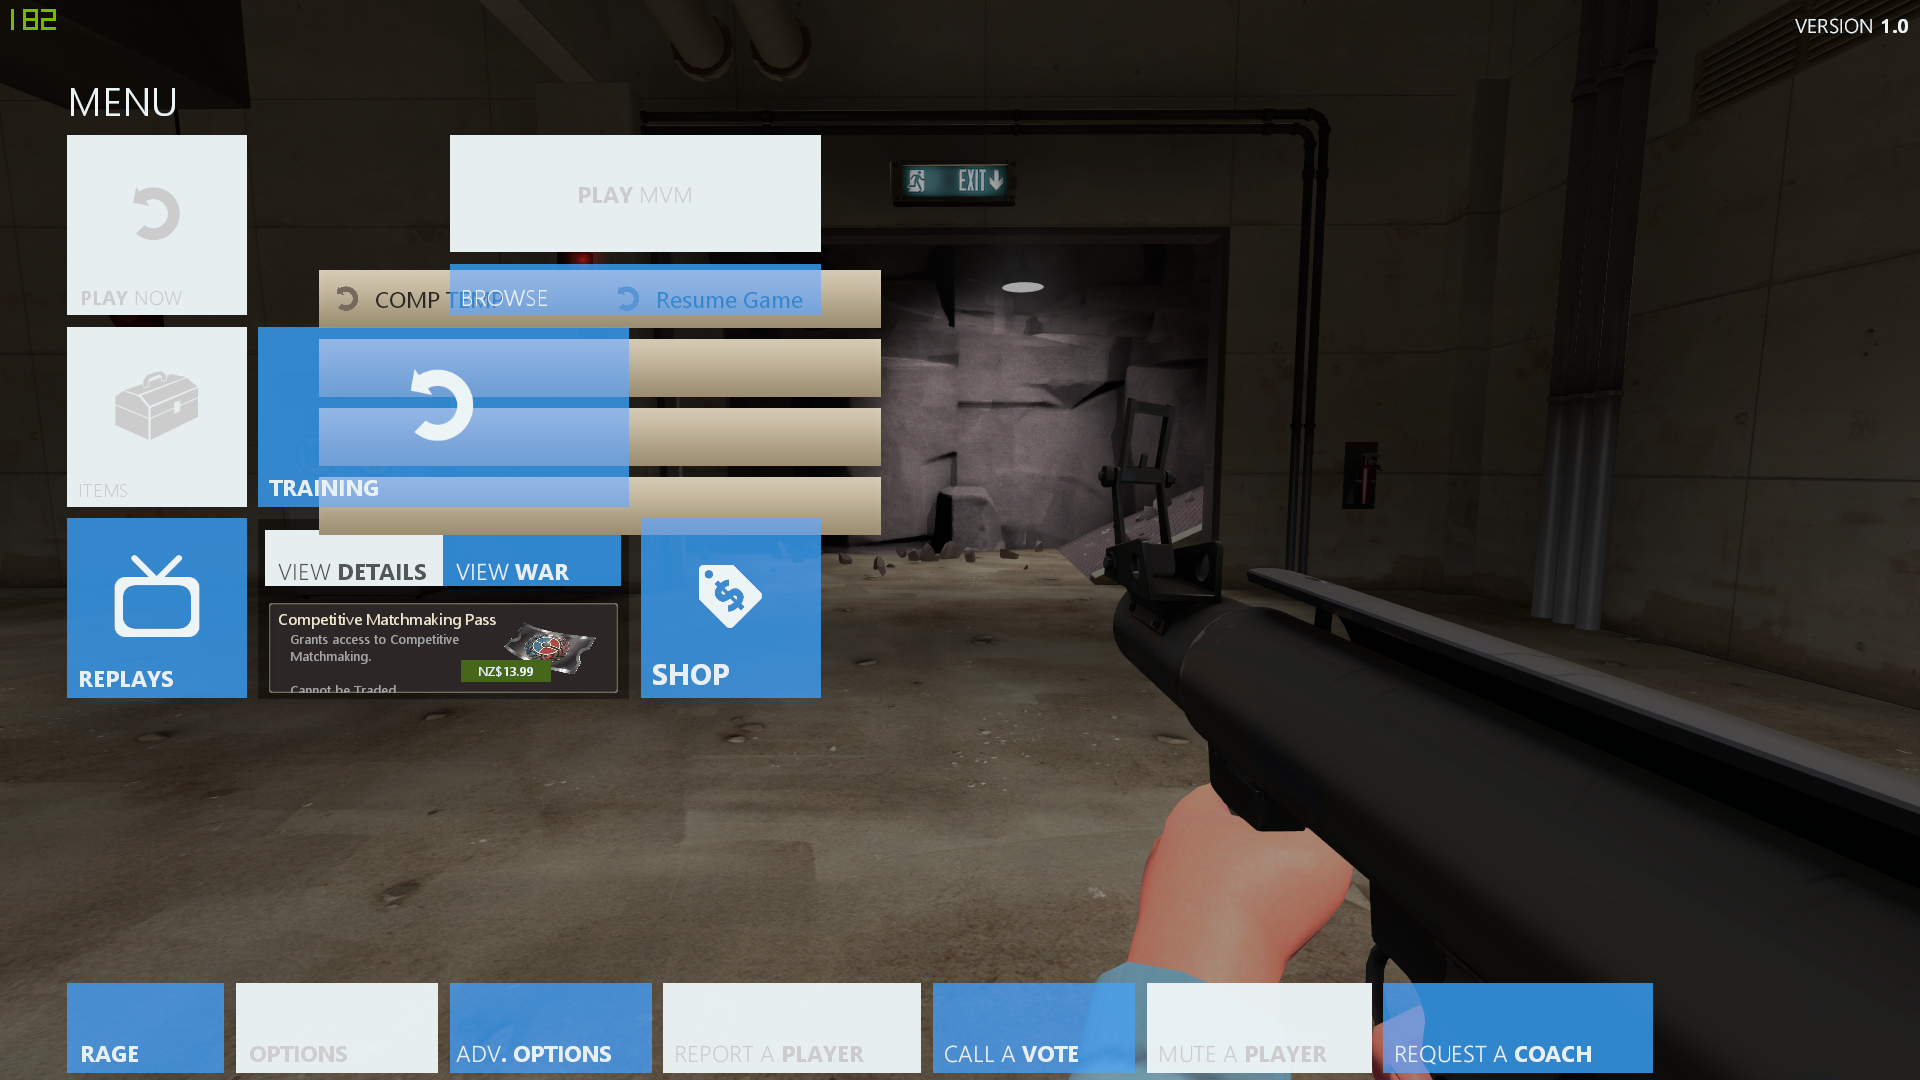 182
VERSION 1.0
MENU
PLAY MVM
EXIT
PLAY NOW
COMP TEMP
BROWSE
Resume Game
ITEMS
TRAINING
VIEW DETAILS
VIEW WAR
Competitive Matchmaking Pass
Grants access to Competitive
Matchmaking.
NZ$13.99
Cannot be Traded
REPLAYS
SHOP
RAGE
OPTIONS
ADV. OPTIONS
REPORT A PLAYER
CALL A VOTE
MUTE A PLAYER
REQUEST A COACH